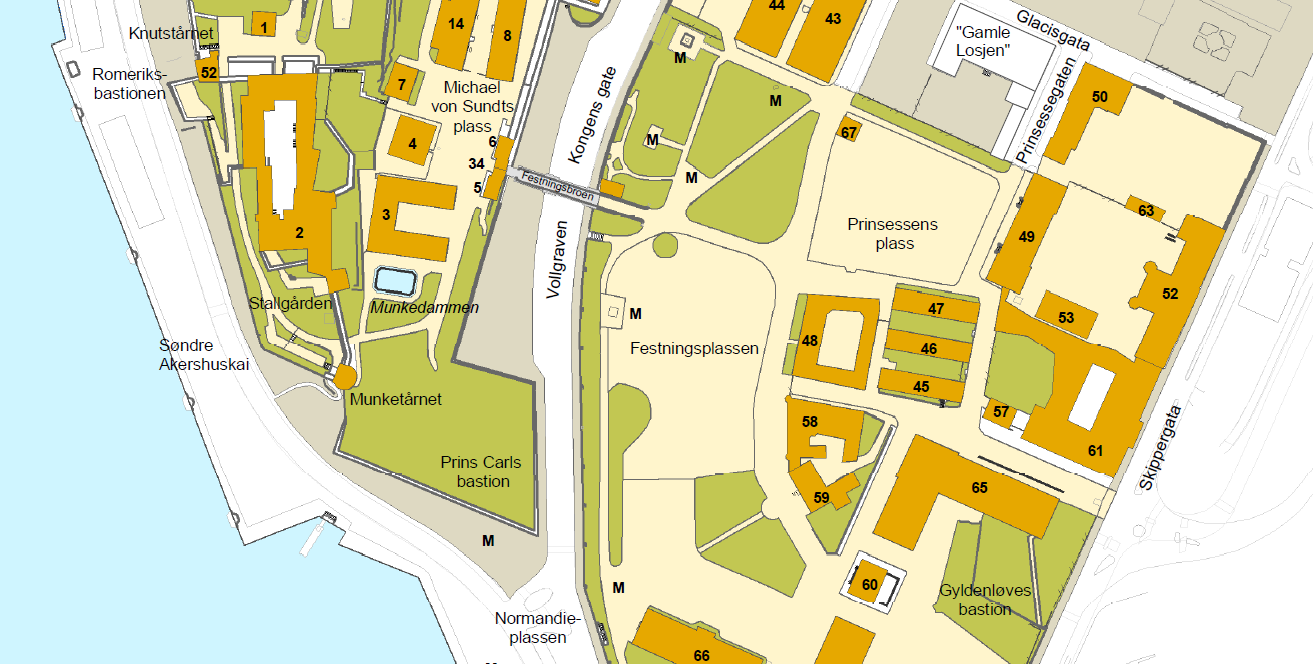 Knutstårnet
1
14
8
44
43
"Gamle
Losjen"
Glacisgata
52
Romeriks-
bastionen
7
Michael
von Sundts
plass
Kongens gate
M
M
M
M
67
Prinsessegaten
50
4
6
34
5
Festningsbroen
3
2
Prinsessens
plass
63
49
52
53
Vollgraven
Stallgården
Munkedammen
M
Festningsplassen
48
47
46
45
Søndre
Akershuskai
Munketårnet
58
57
61
Skippergata
Prins Carls
bastion
59
65
M
M
60
Gyldenløves
bastion
Normandie-
plassen
66